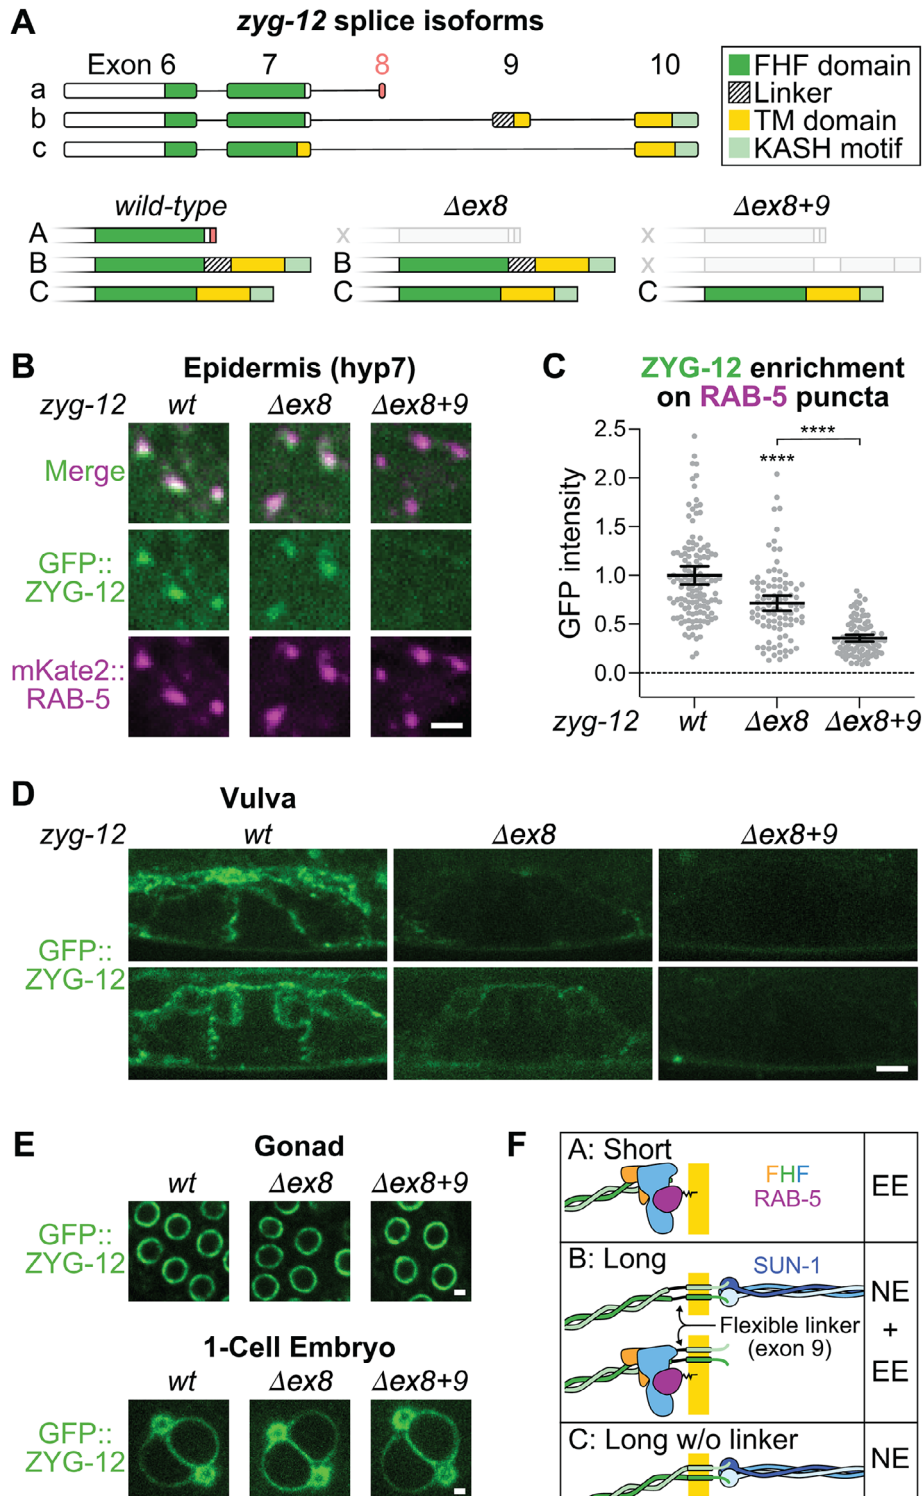 A zyg-12 splice isoforms
Exon 6 7 8 9 10
a
b
c
FHF domain
Linker
TM domain
KASH motif
wild-type Δex8 Δex8+9
A x x
B B x
C C C
B Epidermis (hyp7)
zyg-12 wt Δex8 Δex8+9
Merge
GFP::
ZYG-12
mKate2::
RAB-5
C ZYG-12 enrichment
on RAB-5 puncta
GFP intensity
2.5
2.0
1.5
1.0
0.5
0.0
****
****
zyg-12 wt Δex8 Δex8+9
D Vulva
zyg-12 wt Δex8 Δex8+9
GFP::
ZYG-12
E Gonad
wt Δex8 Δex8+9
GFP::
ZYG-12
1-Cell Embryo
wt Δex8 Δex8+9
GFP::
ZYG-12
F
A: Short
FHF
RAB-5
EE
B: Long
SUN-1
NE
+
EE
Flexible linker
(exon 9)
C: Long w/o linker
NE